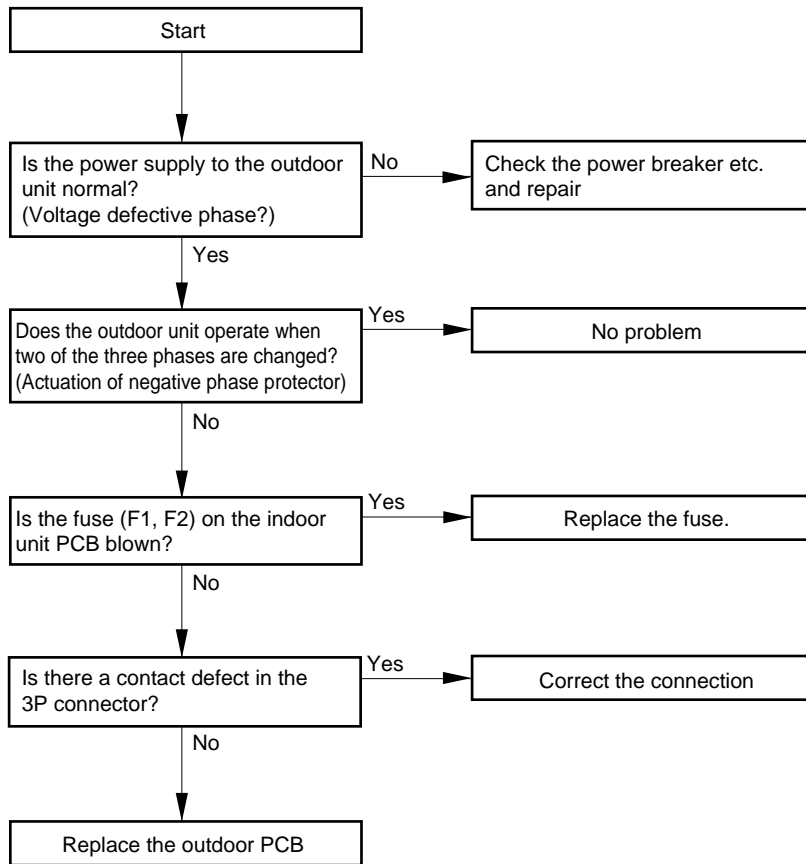 Start
Is the power supply to the outdoor
unit normal?
(Voltage defective phase?)
No
Check the power breaker etc.
and repair
Yes
Does the outdoor unit operate when
two of the three phases are changed?
(Actuation of negative phase protector)
Yes
No problem
No
Is the fuse (F1, F2) on the indoor
unit PCB blown?
Yes
Replace the fuse.
No
Is there a contact defect in the
3P connector?
Yes
Correct the connection
No
Replace the outdoor PCB